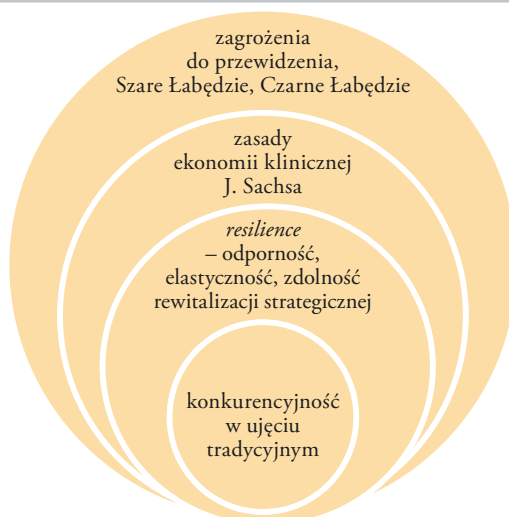 zagrożenia
do przewidzenia,
Szare Łabędzie, Czarne Łabędzie
zasady
ekonomii klinicznej
J. Sachsa
resilience
– odporność,
elastyczność, zdolność
rewitalizacji strategicznej
konkurencyjność
w ujęciu
tradycyjnym